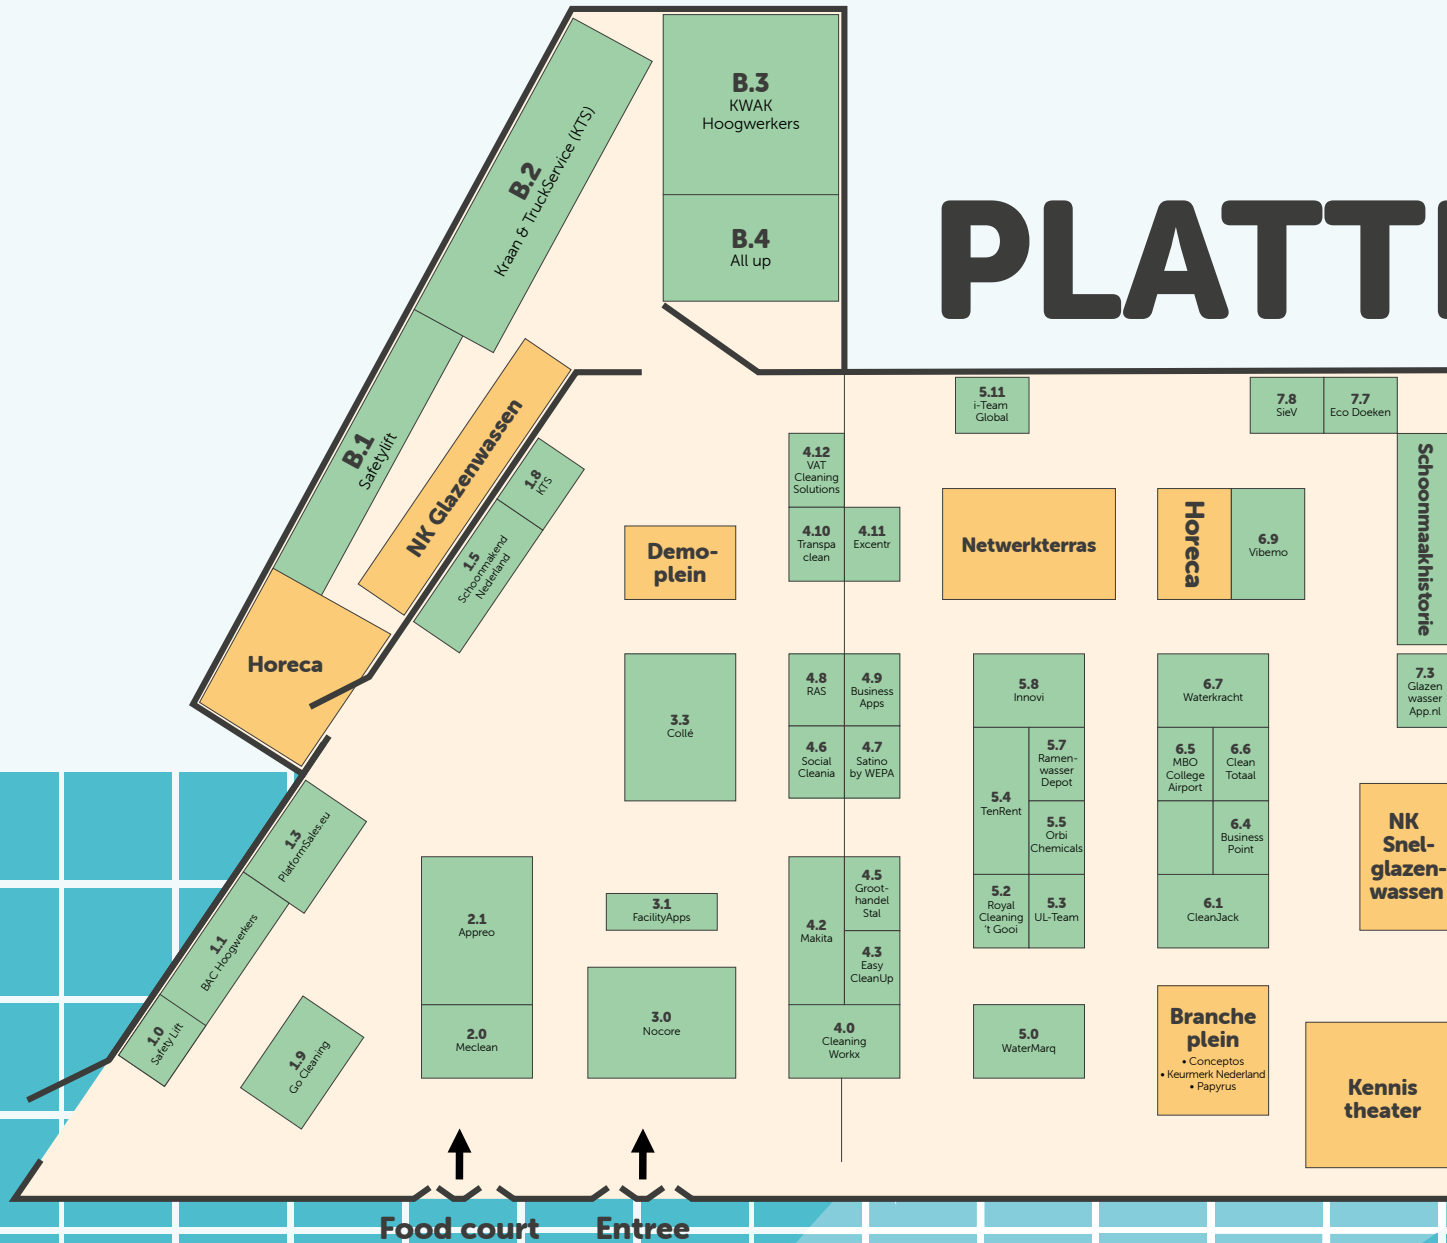 B.3
KWAK
Hoogwerkers
B.2
Kraan & TruckService (KTS)
B.4
All up
B.1
Safetylift
NK Glazenwassen
1.8
KTS
1.5
Schoonmakend
Nederland
Horeca
1.3
PlatformSales.eu
1.1
BAC Hoogwerkers
1.0
Safety Lift
1.9
Go Cleaning
2.1
Appreo
2.0
Meclean
Demo-
plein
3.3
Collé
3.1
FacilityApps
3.0
Nocore
4.12
VAT
Cleaning
Solutions
4.10
Transpa
clean
4.11
Excentr
4.8
RAS
4.9
Business
Apps
4.6
Social
Cleania
4.7
Satino
by WEPA
4.5
Groot-
handel
Stal
4.2
Makita
4.3
Easy
CleanUp
4.0
Cleaning
Workx
5.11
i-Team
Global
Netwerkterras
5.8
Innovi
5.7
Ramen-
wasser
Depot
5.4
TenRent
5.5
Orbi
Chemicals
5.2
Royal
Cleaning
't Gooi
5.3
UL-Team
5.0
WaterMarq
7.8
SieV
7.7
Eco Doeken
Horeca
6.9
Vibemo
6.7
Waterkracht
6.5
MBO
College
Airport
6.6
Clean
Totaal
6.4
Business
Point
6.1
CleanJack
Branche
plein
• Conceptos
• Keurmerk Nederland
• Papyrus
Schoonmaakhistorie
7.3
Glazen
wasser
App.nl
NK
Snel-
glazen-
wassen
Kennis
theater
PLATT
Food court
Entree